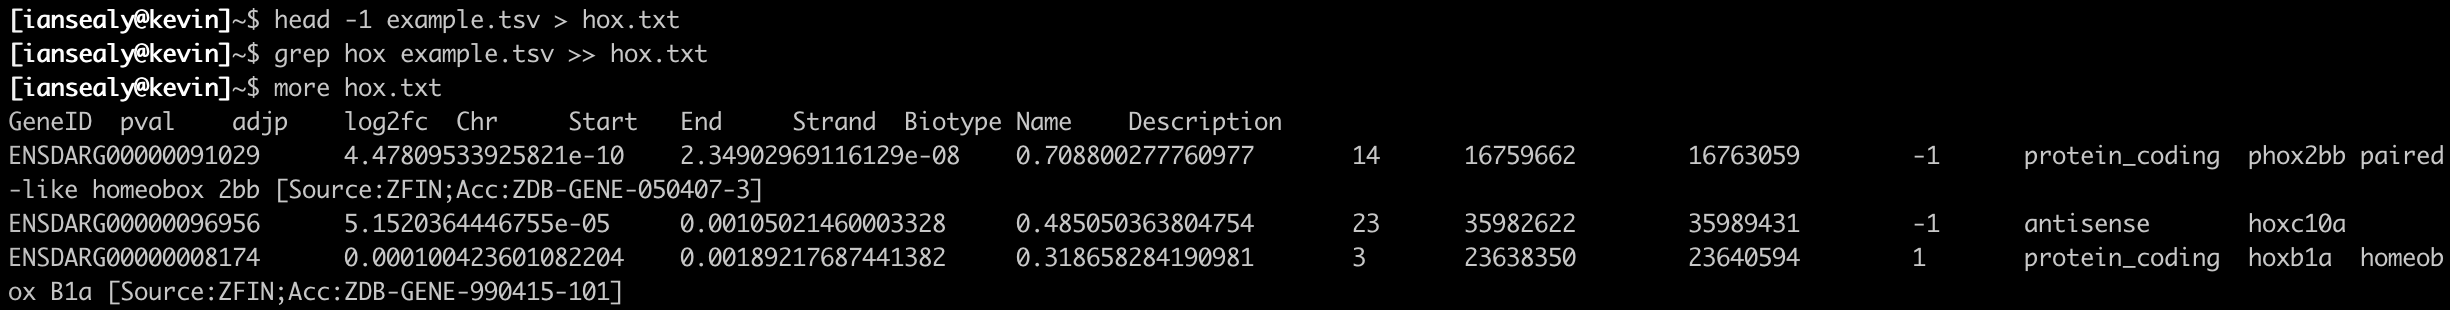 [iansealy@kevin]~$ head -1 example.tsv > hox.txt
[iansealy@kevin]~$ grep hox example.tsv >> hox.txt
[iansealy@kevin]~$ more hox.txt
GeneID  pval    adjp    log2fc  Chr     Start   End     Strand  Biotype Name    Description
ENSDARG00000091029      4.47809533925821e-10    2.34902969116129e-08    0.708800277760977       14      16759662        16763059        -1      protein_coding  phox2bb paired
-like homeobox 2bb [Source:ZFIN;Acc:ZDB-GENE-050407-3]
ENSDARG00000096956      5.1520364446755e-05     0.00105021460003328     0.485050363804754       23      35982622        35989431        -1      antisense       hoxc10a
ENSDARG00000008174      0.000100423601082204    0.00189217687441382     0.318658284190981       3       23638350        23640594        1       protein_coding  hoxb1a  homeob
ox B1a [Source:ZFIN;Acc:ZDB-GENE-990415-101]